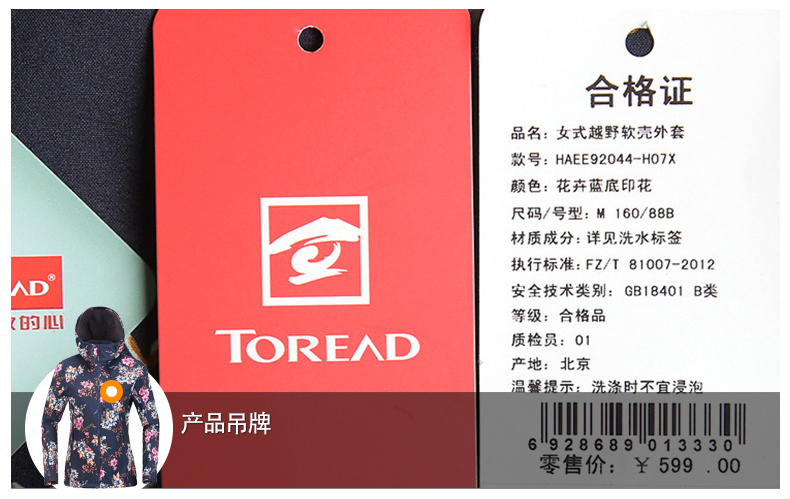 AD®
的心
TOREAD
合格证
品名: 女式越野软壳外套
款号: HAEE92044-H07X
颜色: 花卉蓝底印花
尺码/号型: M 160/88B
材质成分: 详见洗水标签
执行标准: FZ/T 81007-2012
安全技术类别: GB18401 B类
等级: 合格品
质检员: 01
产地: 北京
温馨提示: 洗涤时不宜浸泡
6 928689 013330
零售价: ¥ 599 .00
产品吊牌